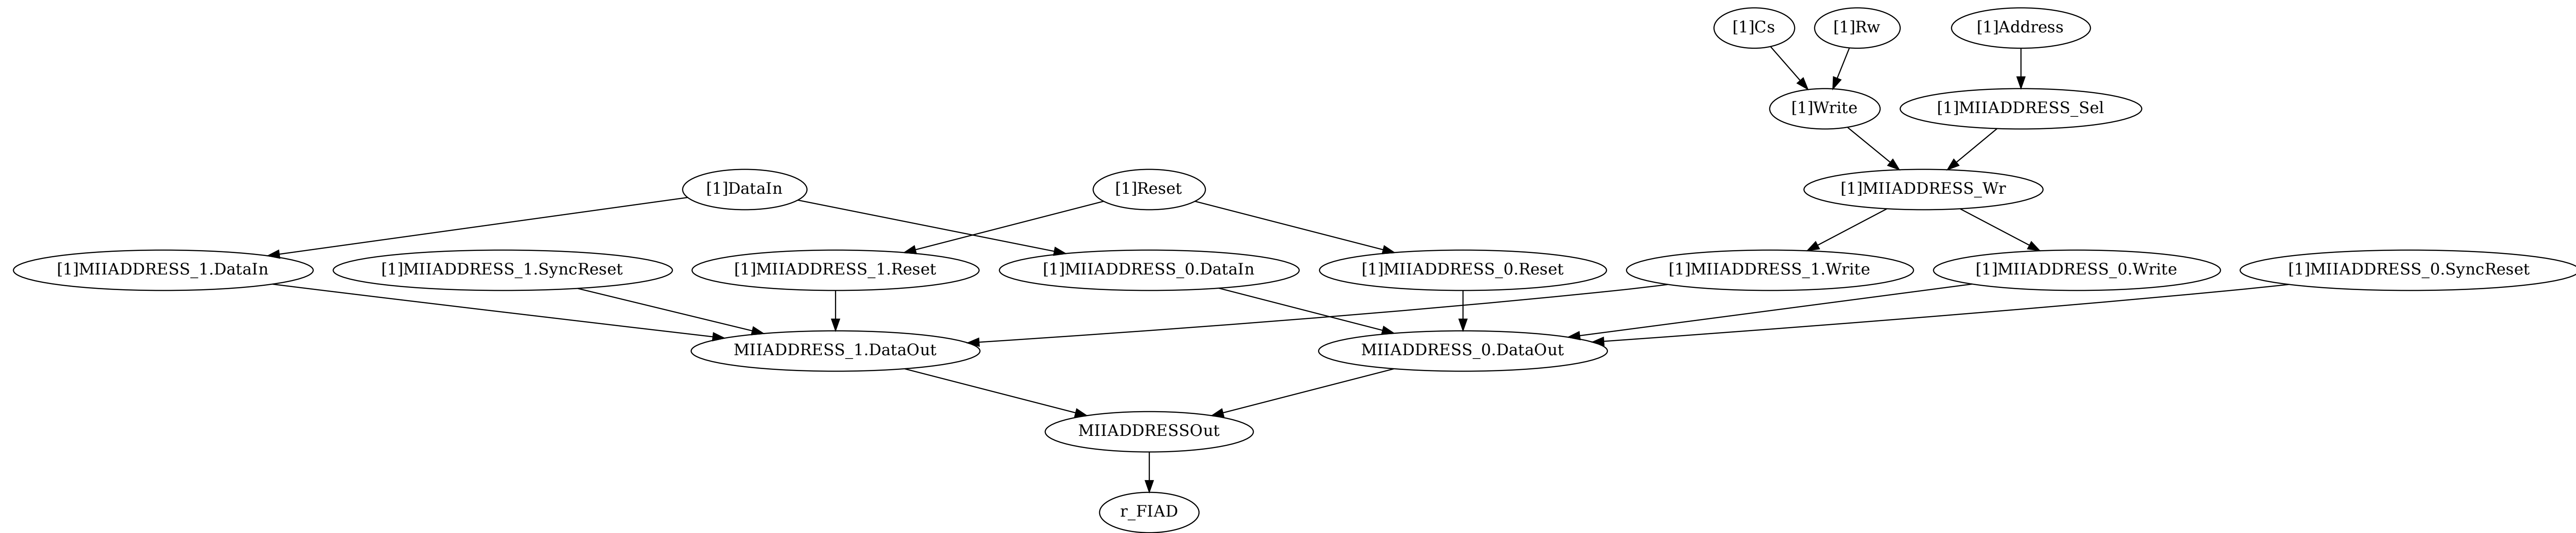 [1]Cs
[1]Rw
[1]Address
[1]Write
[1]MIIADDRESS_Sel
[1]DataIn
[1]Reset
[1]MIIADDRESS_Wr
[1]MIIADDRESS_1.DataIn
[1]MIIADDRESS_1.SyncReset
[1]MIIADDRESS_1.Reset
[1]MIIADDRESS_0.DataIn
[1]MIIADDRESS_0.Reset
[1]MIIADDRESS_1.Write
[1]MIIADDRESS_0.Write
[1]MIIADDRESS_0.SyncReset
MIIADDRESS_1.DataOut
MIIADDRESS_0.DataOut
MIIADDRESSOut
r_FIAD